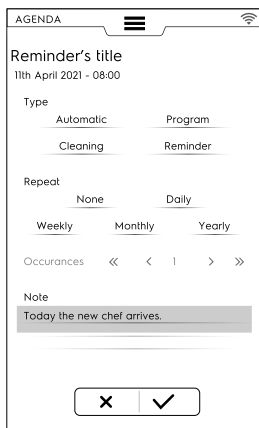 AGENDA
Reminder's title
11th April 2021 - 08:00
Type
Automatic Program
Cleaning Reminder
Repeat
None Daily
Weekly Monthly Yearly
Occurances « < 1 > »
Note
Today the new chef arrives.